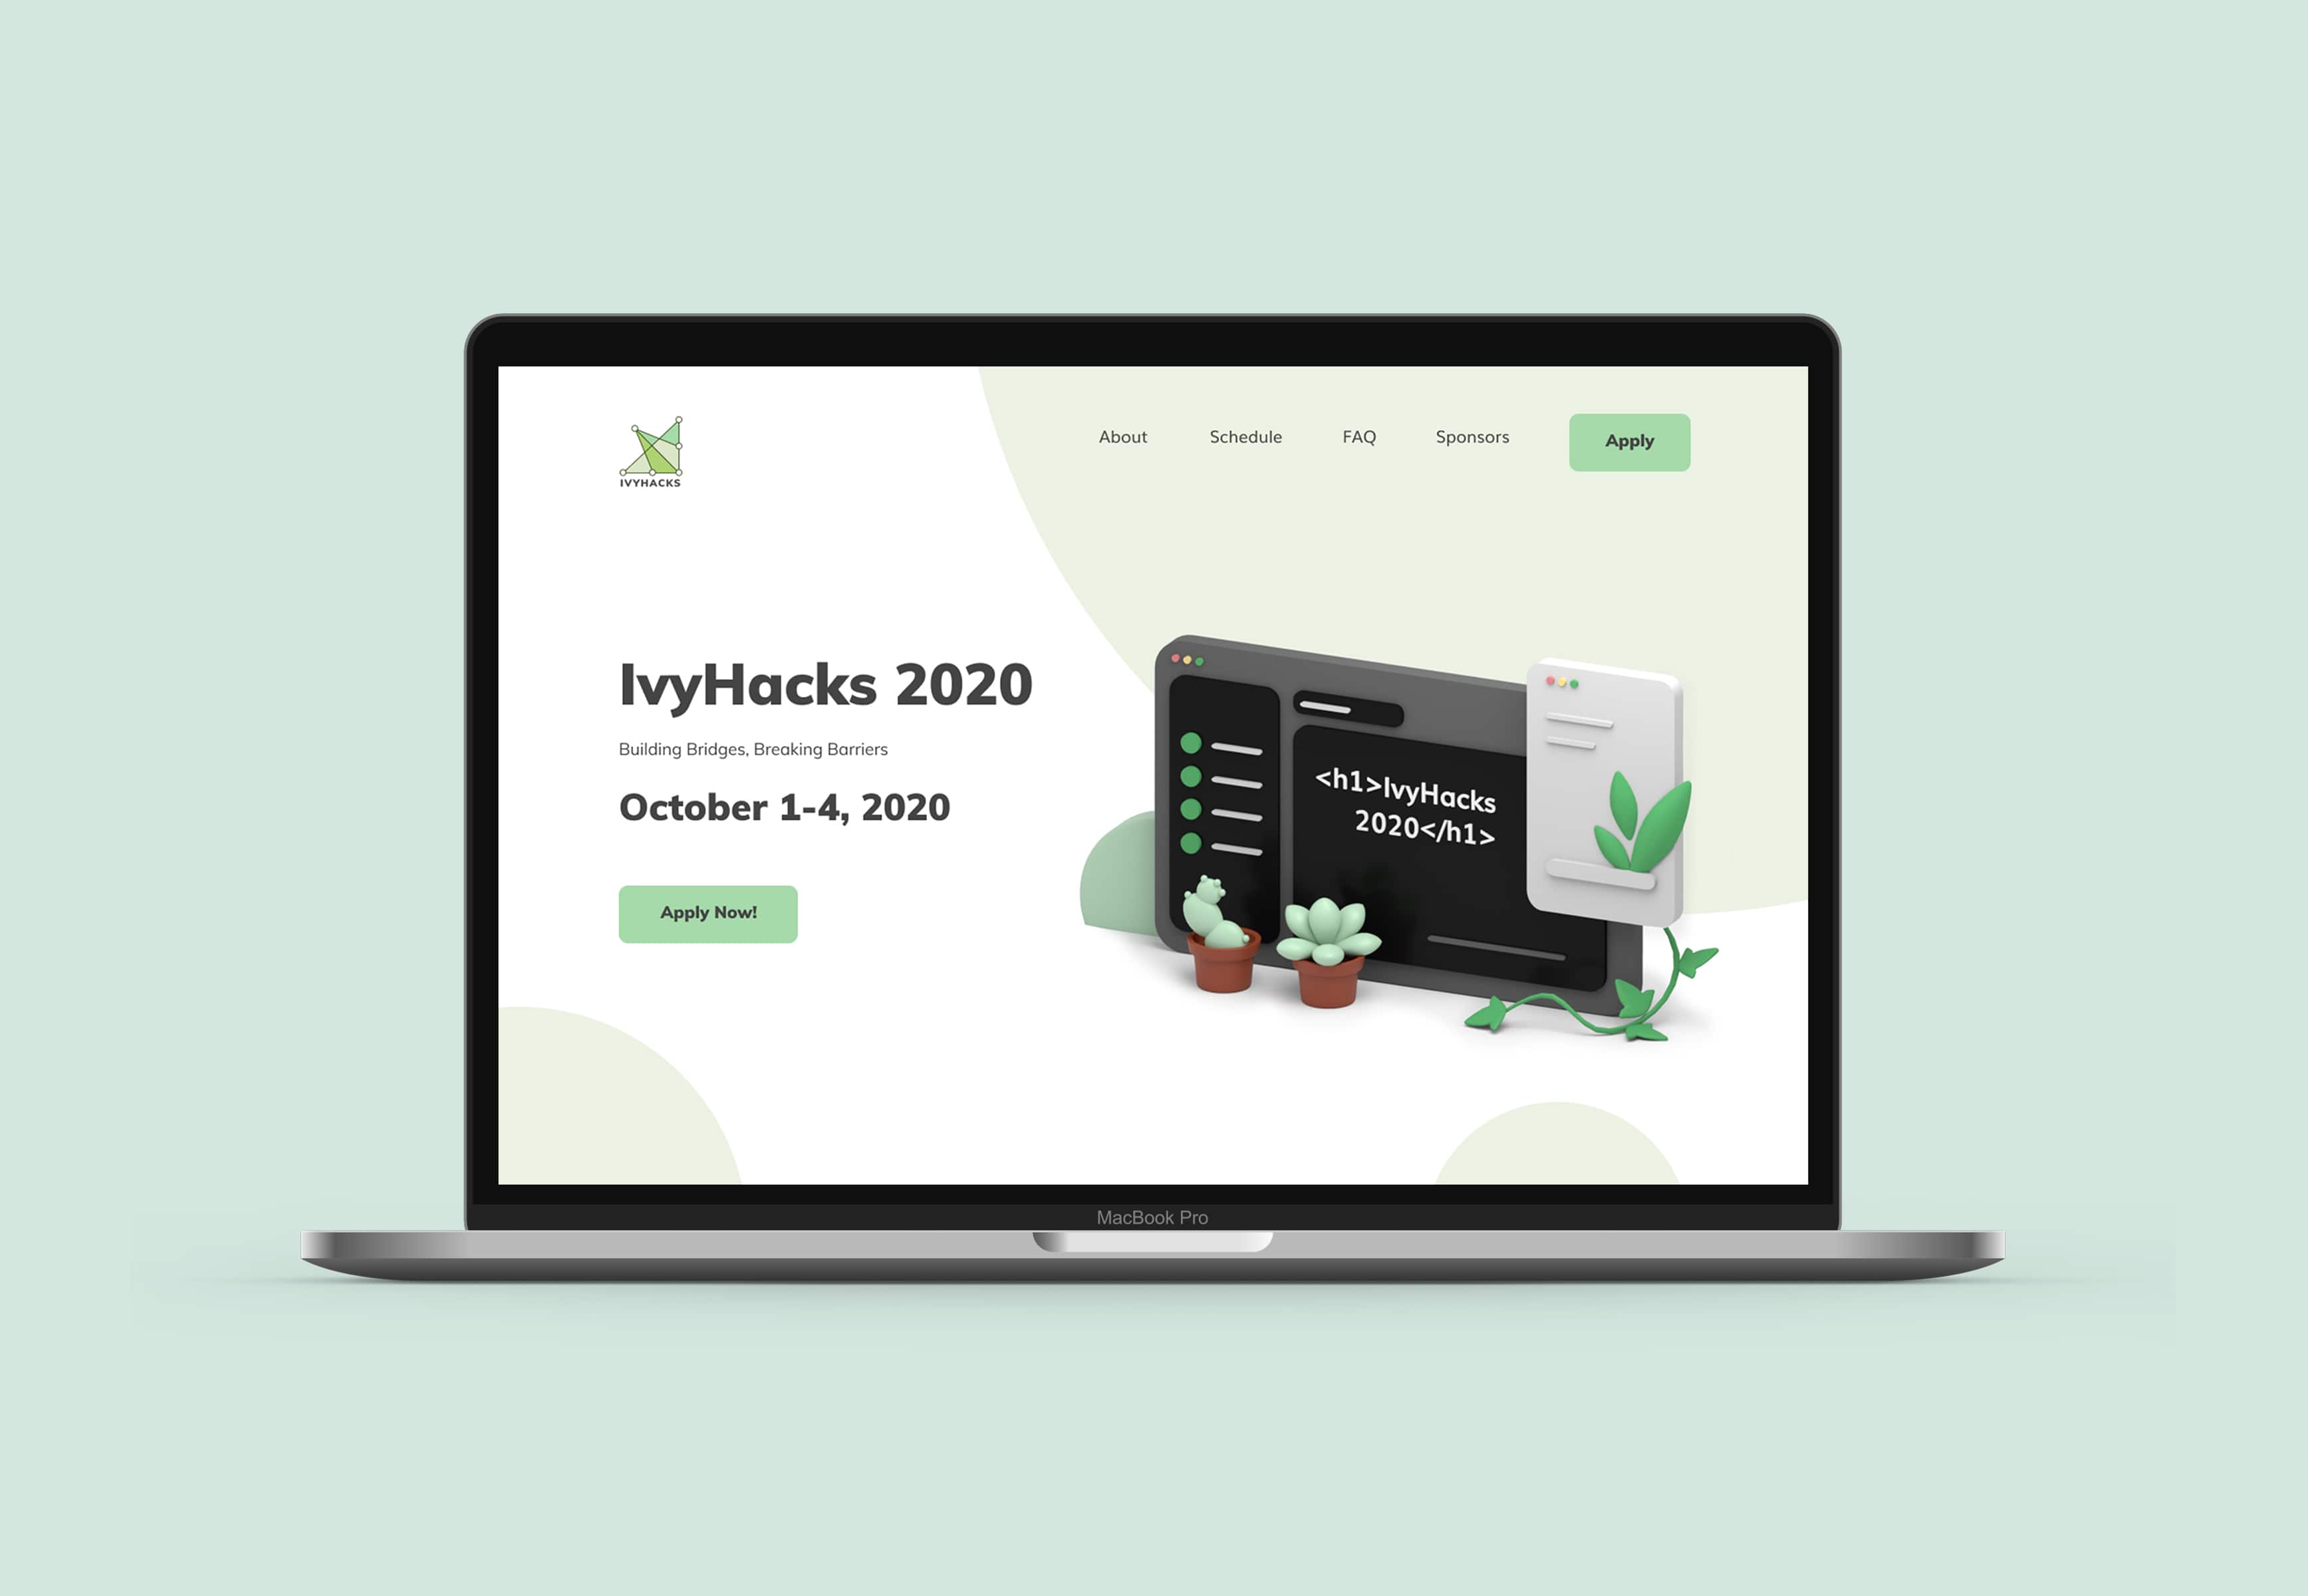 IVYHACKS
About
Schedule
FAQ
Sponsors
Apply
IvyHacks 2020
Building Bridges, Breaking Barriers
October 1-4, 2020
Apply Now!
<h1>IvyHacks
2020</h1>
MacBook Pro